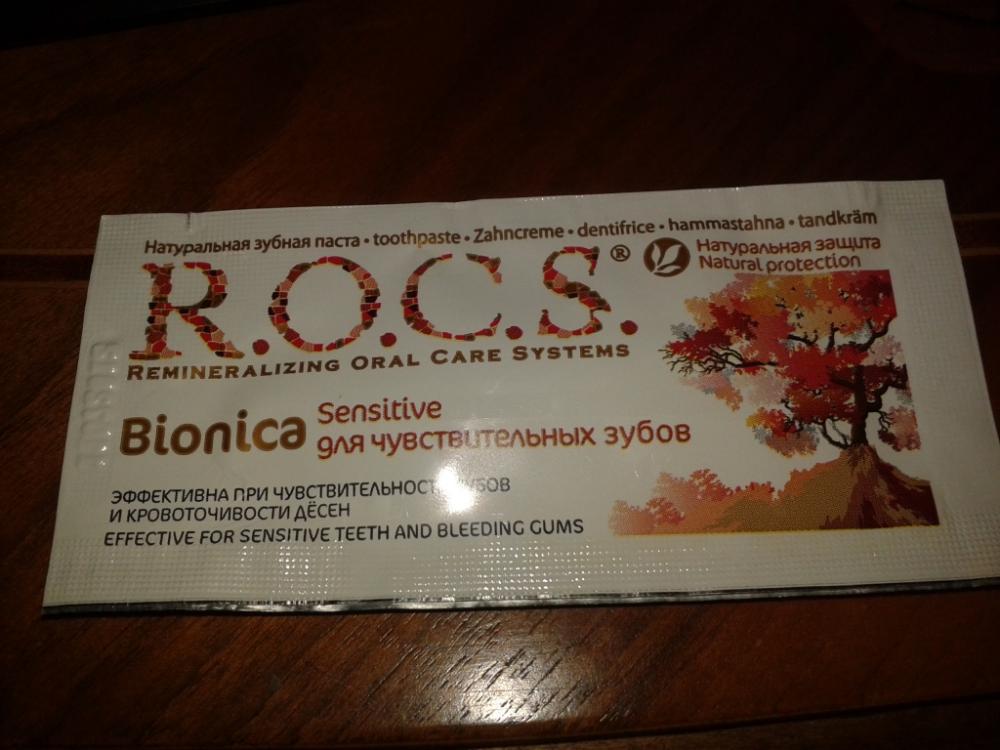 Натуральная зубная паста • toothpaste • Zahncreme • dentifrice • hammastahna • tandkräm
R.O.C.S.®
Натуральная защита
Natural protection
REMINERALIZING ORAL CARE SYSTEMS
Bionica
Sensitive
для чувствительных зубов
ЭФФЕКТИВНА ПРИ ЧУВСТВИТЕЛЬНОСТИ ЗУБОВ
И КРОВОТОЧИВОСТИ ДЁСЕН
EFFECTIVE FOR SENSITIVE TEETH AND BLEEDING GUMS